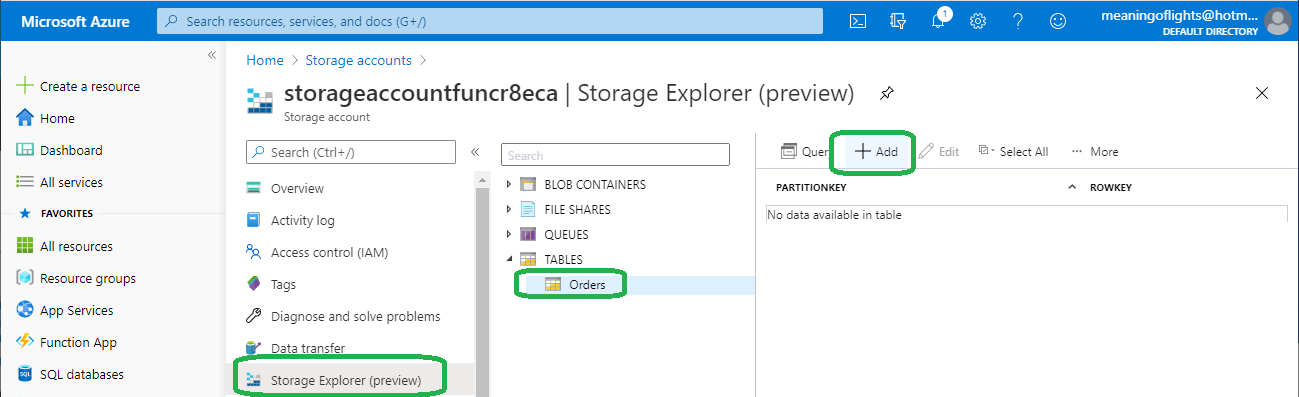 Microsoft Azure
Search resources, services, and docs (G+/)
1
meaningoflights@hotm...
DEFAULT DIRECTORY
Create a resource
Home
Dashboard
All services
FAVORITES
All resources
Resource groups
App Services
Function App
SQL databases
Home > Storage accounts >
storageaccountfuncr8eca | Storage Explorer (preview)
Storage account
Search (Ctrl+/)
Overview
Activity log
Access control (IAM)
Tags
Diagnose and solve problems
Data transfer
Storage Explorer (preview)
Search
BLOB CONTAINERS
FILE SHARES
QUEUES
TABLES
Orders
Quer Add Edit Select All ... More
PARTITIONKEY ROWKEY
No data available in table